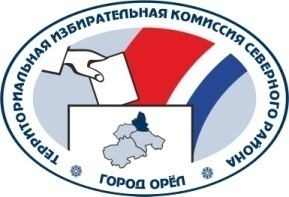 ТЕРРИТОРИАЛЬНАЯ ИЗБИРАТЕЛЬНАЯ КОМИССИЯ СЕВЕРНОГО РАЙОНА
ГОРОД ОРЁЛ